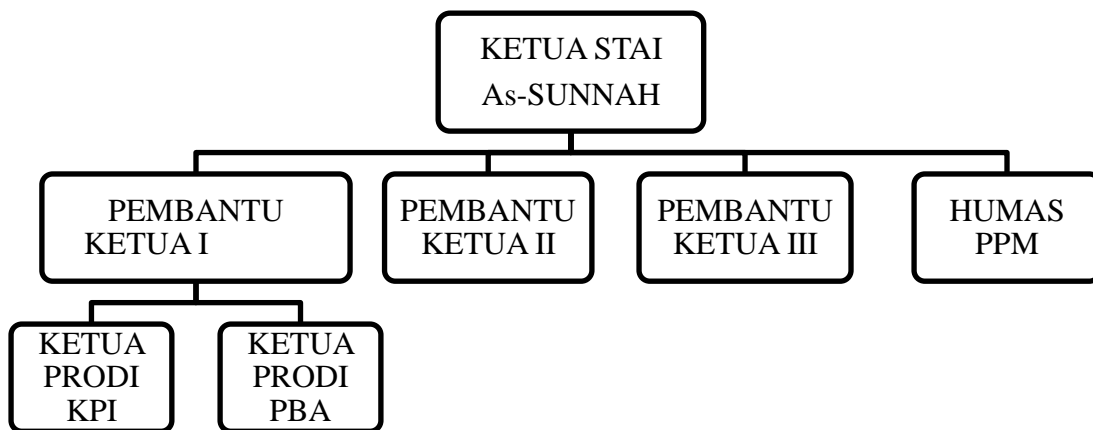 KETUA STAI
As-SUNNAH
PEMBANTU
KETUA I
PEMBANTU
KETUA II
PEMBANTU
KETUA III
HUMAS
PPM
KETUA
PRODI
KPI
KETUA
PRODI
PBA